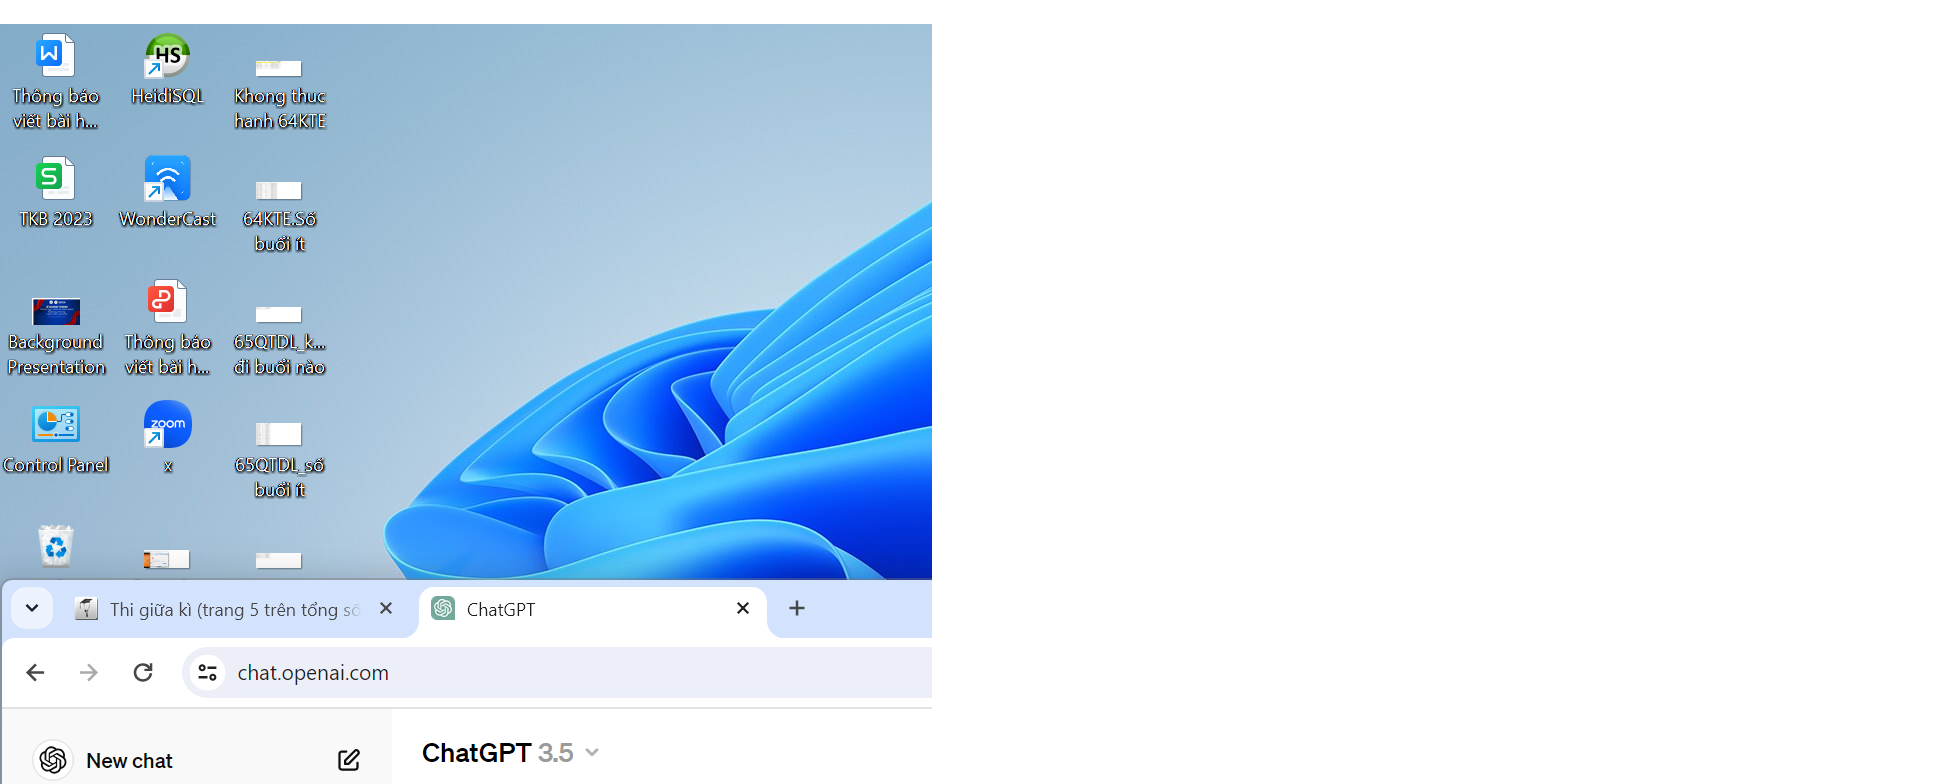 Thông báo
viết bài h...
HeidiSQL
Khong thuc
hanh 64KTE
TKB 2023
WonderCast
64KTE.Số
buổi ít
Background
Presentation
Thông báo
viết bài h...
65QTDL_k...
đi buổi nào
Control Panel
zoom
x
65QTDL_số
buổi ít
Thi giữa kì (trang 5 trên tổng số
ChatGPT
chat.openai.com
New chat
ChatGPT 3.5